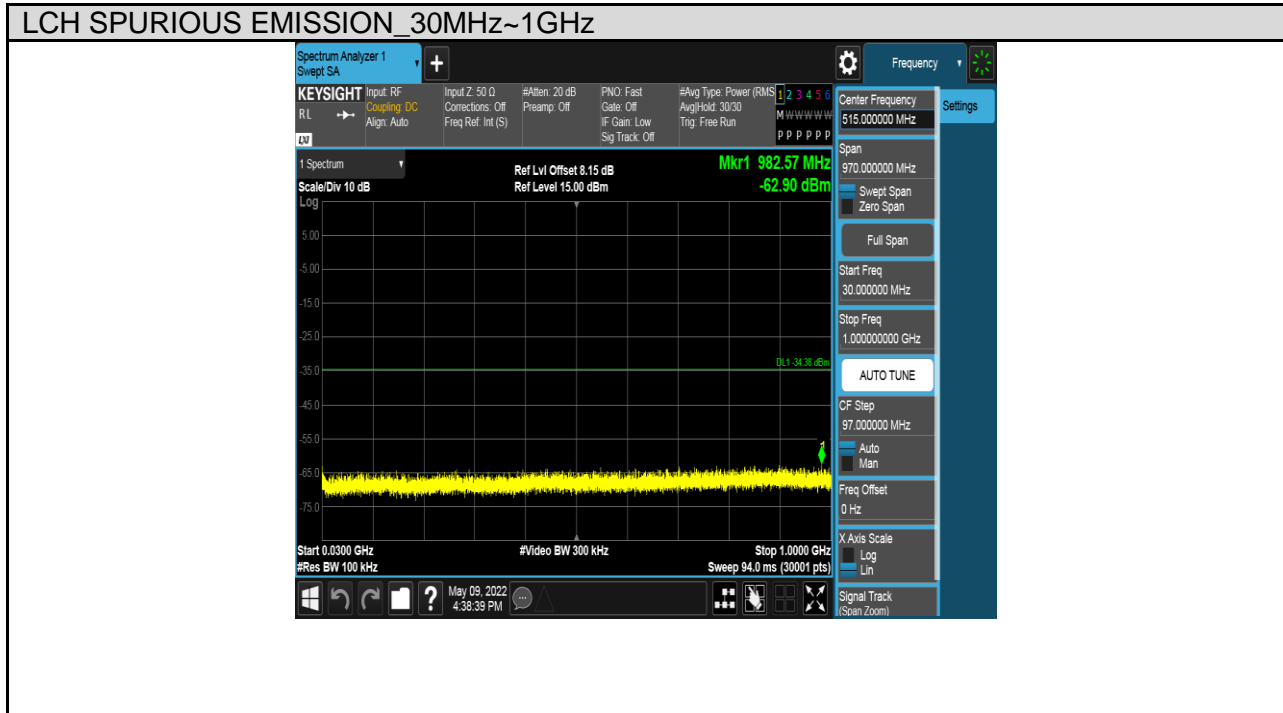 LCH SPURIOUS EMISSION_30MHz~1GHz
Spectrum Analyzer 1
Swept SA
Frequency
KEYSIGHT
RL
LXI
Input: RF
Coupling: DC
Align: Auto
Input Z: 50 Ω
Corrections: Off
Freq Ref: Int (S)
#Atten: 20 dB
Preamp: Off
PNO: Fast
Gate: Off
IF Gain: Low
Sig Track: Off
#Avg Type: Power (RMS
Avg|Hold: 30/30
Trig: Free Run
1 2 3 4 5 6
M W W W W W
P P P P P P
1 Spectrum
Scale/Div 10 dB
Log
Ref Lvl Offset 8.15 dB
Ref Level 15.00 dBm
Mkr1 982.57 MHz
-62.90 dBm
5.00
-5.00
-15.0
-25.0
DL1 -34.38 dBm
-35.0
-45.0
-55.0
1
-65.0
-75.0
Start 0.0300 GHz
#Res BW 100 kHz
#Video BW 300 kHz
Stop 1.0000 GHz
Sweep 94.0 ms (30001 pts)
May 09, 2022
4:38:39 PM
Center Frequency
515.000000 MHz
Settings
Span
970.000000 MHz
Swept Span
Zero Span
Full Span
Start Freq
30.000000 MHz
Stop Freq
1.000000000 GHz
AUTO TUNE
CF Step
97.000000 MHz
Auto
Man
Freq Offset
0 Hz
X Axis Scale
Log
Lin
Signal Track
(Span Zoom)